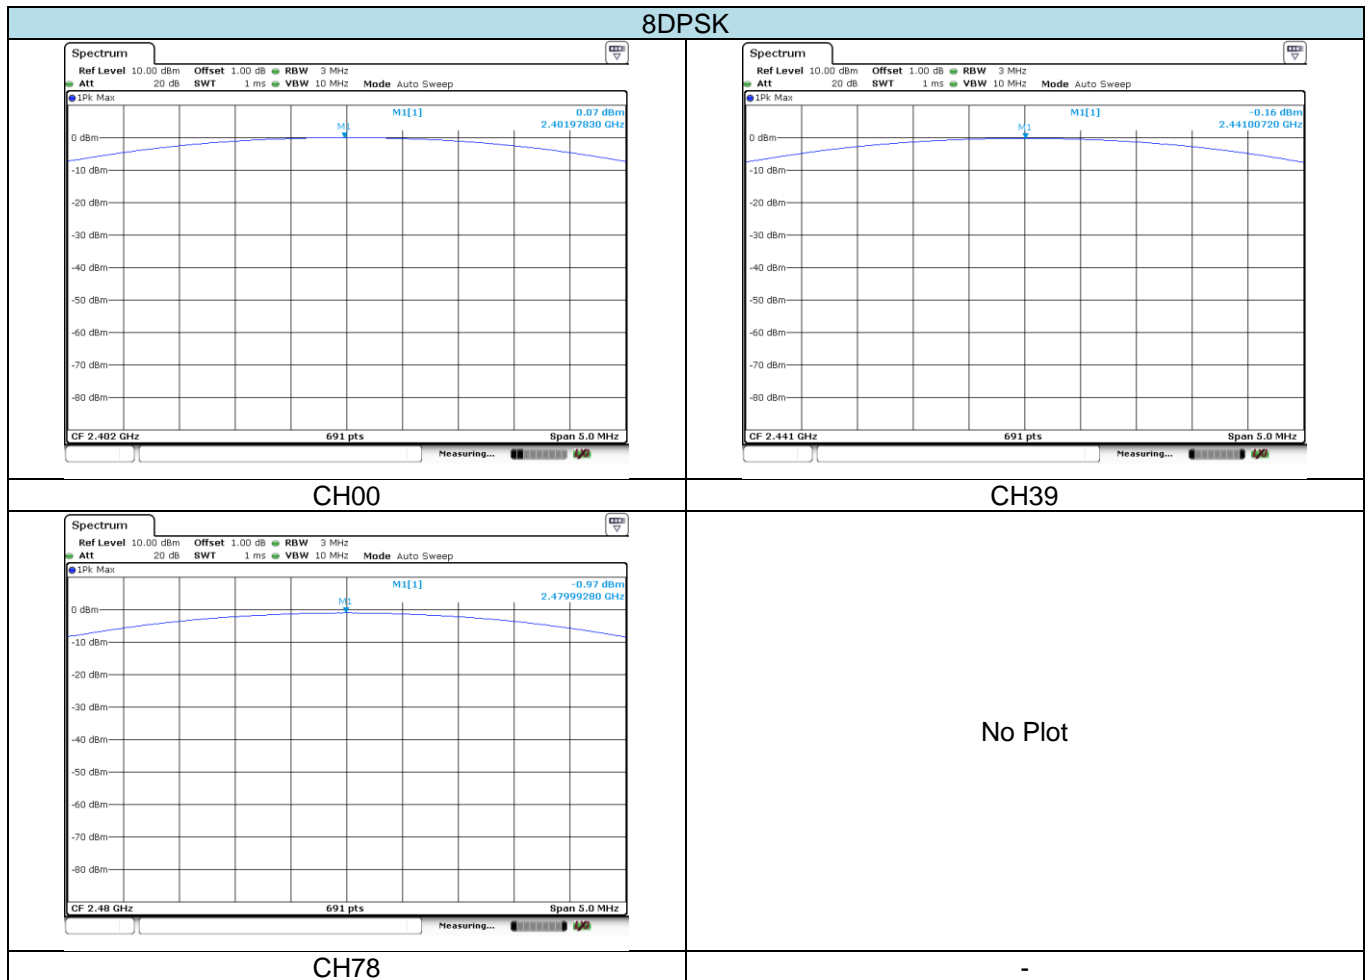 8DPSK
Spectrum
Ref Level 10.00 dBm Offset 1.00 dB RBW 3 MHz
Att 20 dB SWT 1 ms VBW 10 MHz Mode Auto Sweep
1Pk Max
M1[1] 0.07 dBm
2.40197830 GHz
M1
0 dBm
-10 dBm
-20 dBm
-30 dBm
-40 dBm
-50 dBm
-60 dBm
-70 dBm
-80 dBm
CF 2.402 GHz 691 pts Span 5.0 MHz
Measuring...
CH00
Spectrum
Ref Level 10.00 dBm Offset 1.00 dB RBW 3 MHz
Att 20 dB SWT 1 ms VBW 10 MHz Mode Auto Sweep
1Pk Max
M1[1] -0.16 dBm
2.44100720 GHz
M1
0 dBm
-10 dBm
-20 dBm
-30 dBm
-40 dBm
-50 dBm
-60 dBm
-70 dBm
-80 dBm
CF 2.441 GHz 691 pts Span 5.0 MHz
Measuring...
CH39
Spectrum
Ref Level 10.00 dBm Offset 1.00 dB RBW 3 MHz
Att 20 dB SWT 1 ms VBW 10 MHz Mode Auto Sweep
1Pk Max
M1[1] -0.97 dBm
2.47999280 GHz
M1
0 dBm
-10 dBm
-20 dBm
-30 dBm
-40 dBm
-50 dBm
-60 dBm
-70 dBm
-80 dBm
CF 2.48 GHz 691 pts Span 5.0 MHz
Measuring...
CH78
No Plot
-